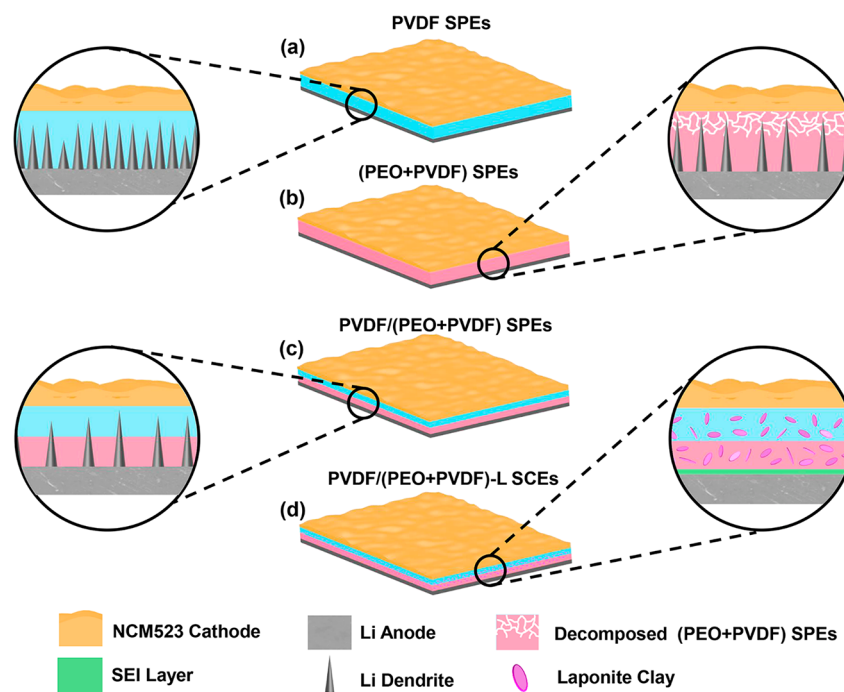 PVDF SPEs
(a)
(PEO+PVDF) SPEs
(b)
PVDF/(PEO+PVDF) SPEs
(c)
PVDF/(PEO+PVDF)-L SCEs
(d)
NCM523 Cathode
Li Anode
Decomposed (PEO+PVDF) SPEs
SEI Layer
Li Dendrite
Laponite Clay